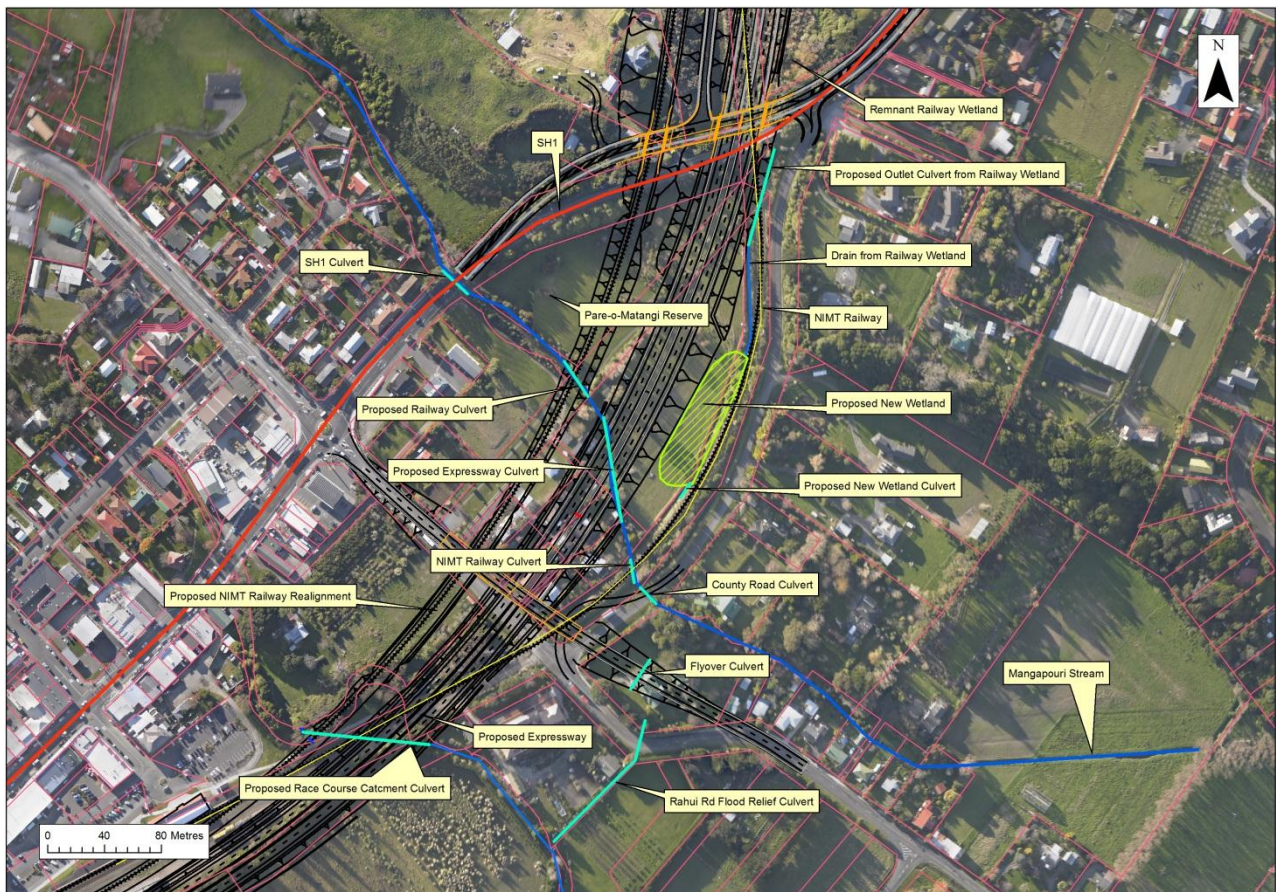 N
Remnant Railway Wetland
SH1
Proposed Outlet Culvert from Railway Wetland
Drain from Railway Wetland
SH1 Culvert
Pare-o-Matangi Reserve
NIMT Railway
Proposed Railway Culvert
Proposed New Wetland
Proposed Expressway Culvert
Proposed New Wetland Culvert
NIMT Railway Culvert
County Road Culvert
Proposed NIMT Railway Realignment
Flyover Culvert
Mangapouri Stream
Proposed Expressway
Proposed Race Course Catcment Culvert
Rahui Rd Flood Relief Culvert
0 40 80 Metres